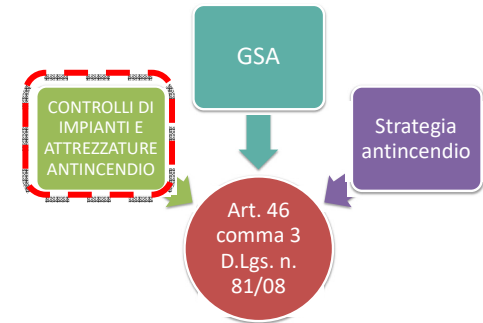 GSA
CONTROLLI DI
IMPIANTI E
ATTREZZATURE
ANTINCENDIO
Strategia
antincendio
Art. 46
comma 3
D.Lgs. n.
81/08